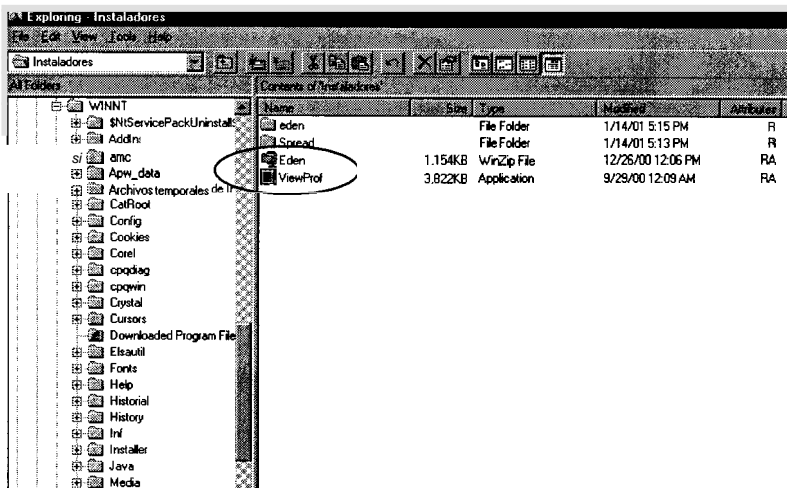 Exploring - Instaladores
File Edit View Tools Help
Instaladores
All Folders
Contents of 'Instaladores'
Name Size Type Modified Attributes
WINNT
$NtServicePackUninstall$
AddIns
si amc
Apw_data
Archivos temporales de Ir
CatRoot
Config
Cookies
Corel
cpqdiag
cpqwin
Crystal
Cursors
Downloaded Program File
Elsautil
Fonts
Help
Historial
History
Inf
Installer
Java
Media
eden File Folder 1/14/01 5:15 PM R
Spread File Folder 1/14/01 5:13 PM R
Eden 1.154KB WinZip File 12/26/00 12:06 PM RA
ViewProf 3.822KB Application 9/29/00 12:09 AM RA